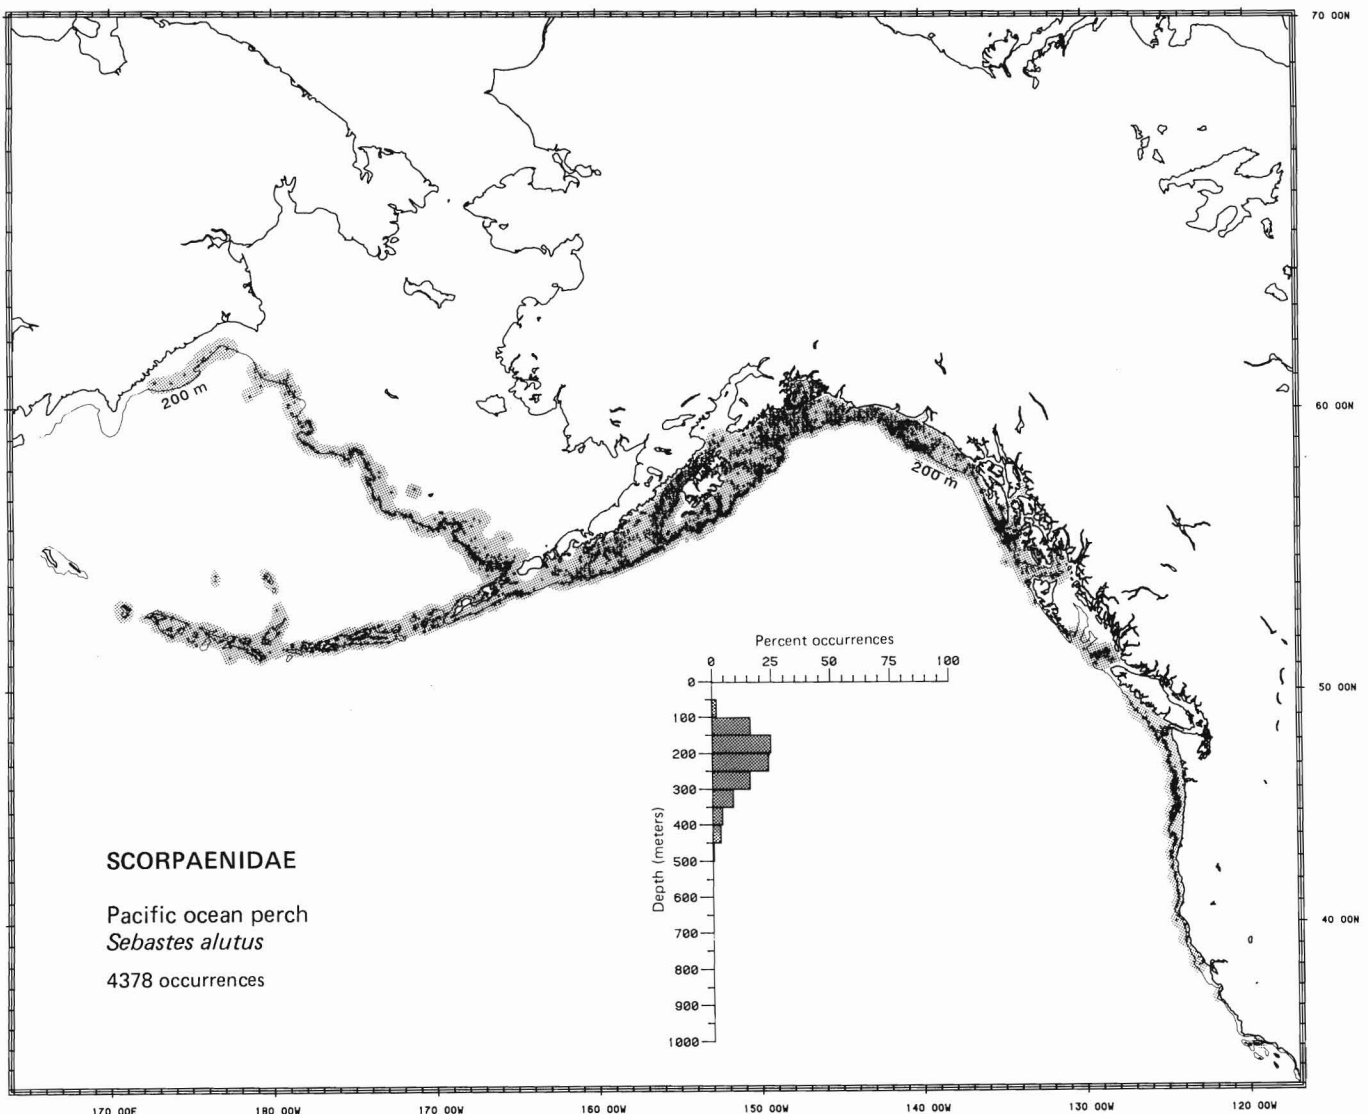 70 00N
200 m
60 00N
200 m
Percent occurrences
0 25 50 75 100
50 00N
0
100
200
300
400
500
600
700
800
900
1000
Depth (meters)
SCORPAENIDAE
Pacific ocean perch
Sebastes alutus
4378 occurrences
40 00N
170 00E 180 00W 170 00W 160 00W 150 00W 140 00W 130 00W 120 00W